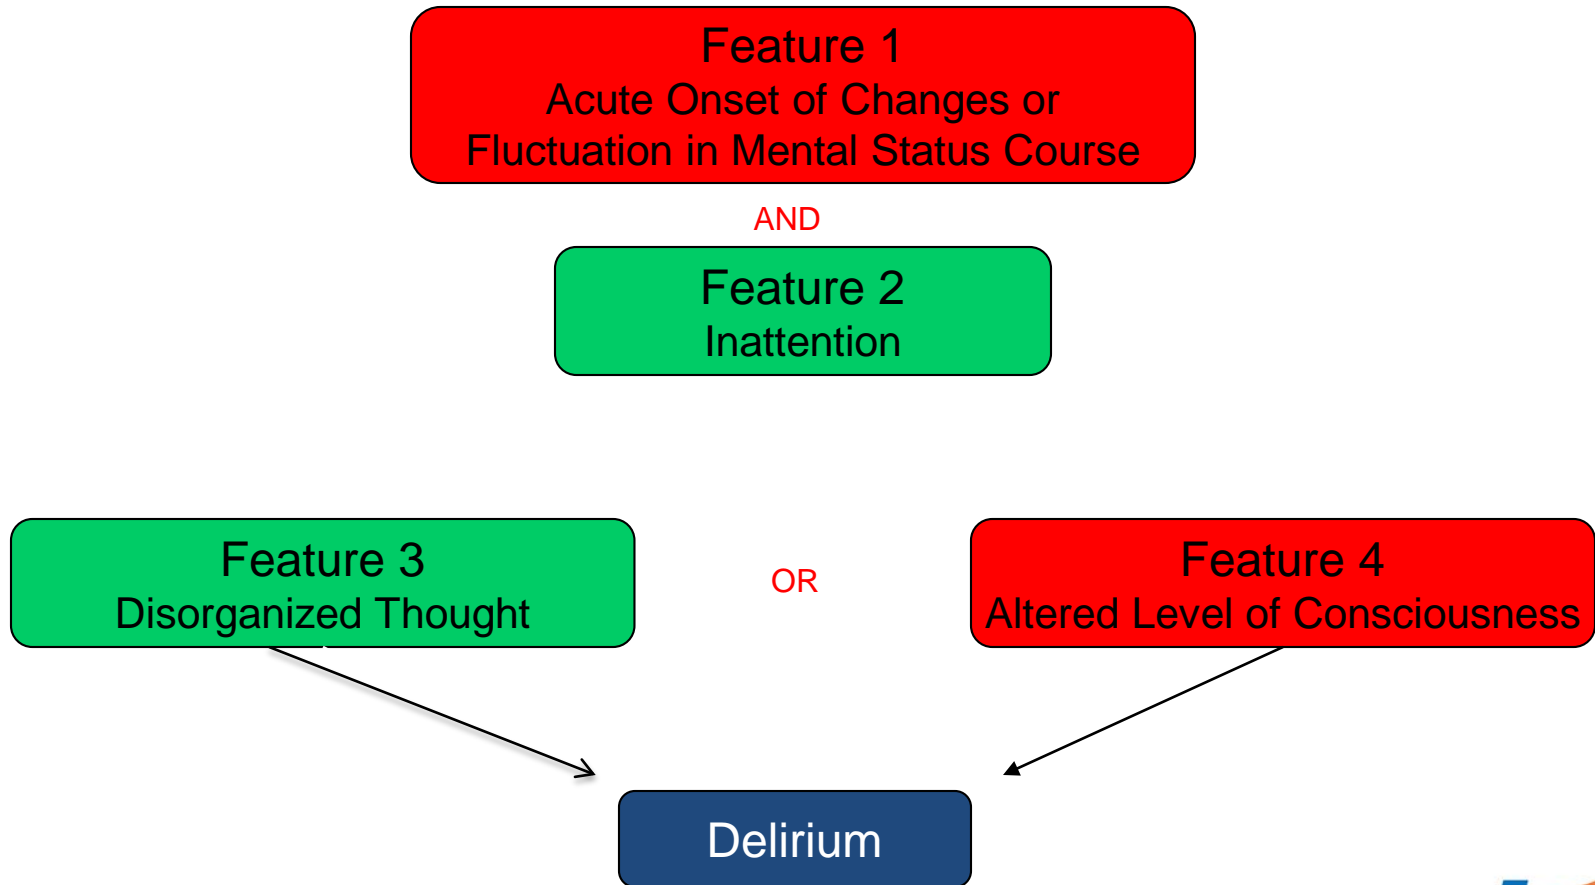 Feature 1
Acute Onset of Changes or
Fluctuation in Mental Status Course
AND
Feature 2
Inattention
Feature 3
Disorganized Thought
OR
Feature 4
Altered Level of Consciousness
Delirium